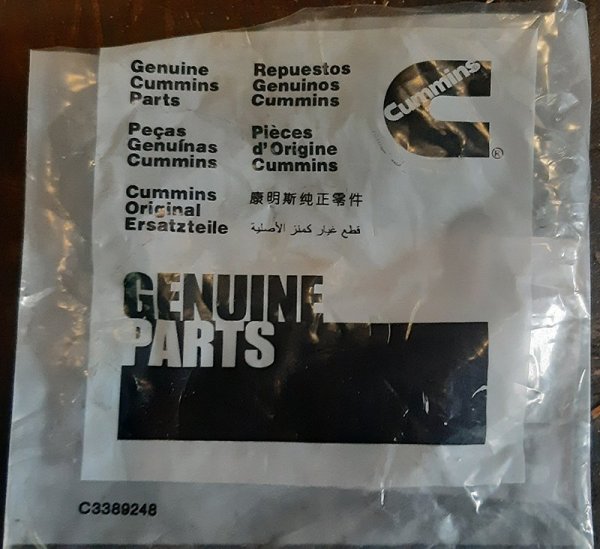 Genuine
Cummins
Parts
Repuestos
Genuinos
Cummins
Cummins
®
Peças
Genuínas
Cummins
Pièces
d'Origine
Cummins
Cummins
Original
Ersatzteile
康明斯纯正零件
قطع غيار كمنز الأصلية
GENUINE
PARTS
C3389248